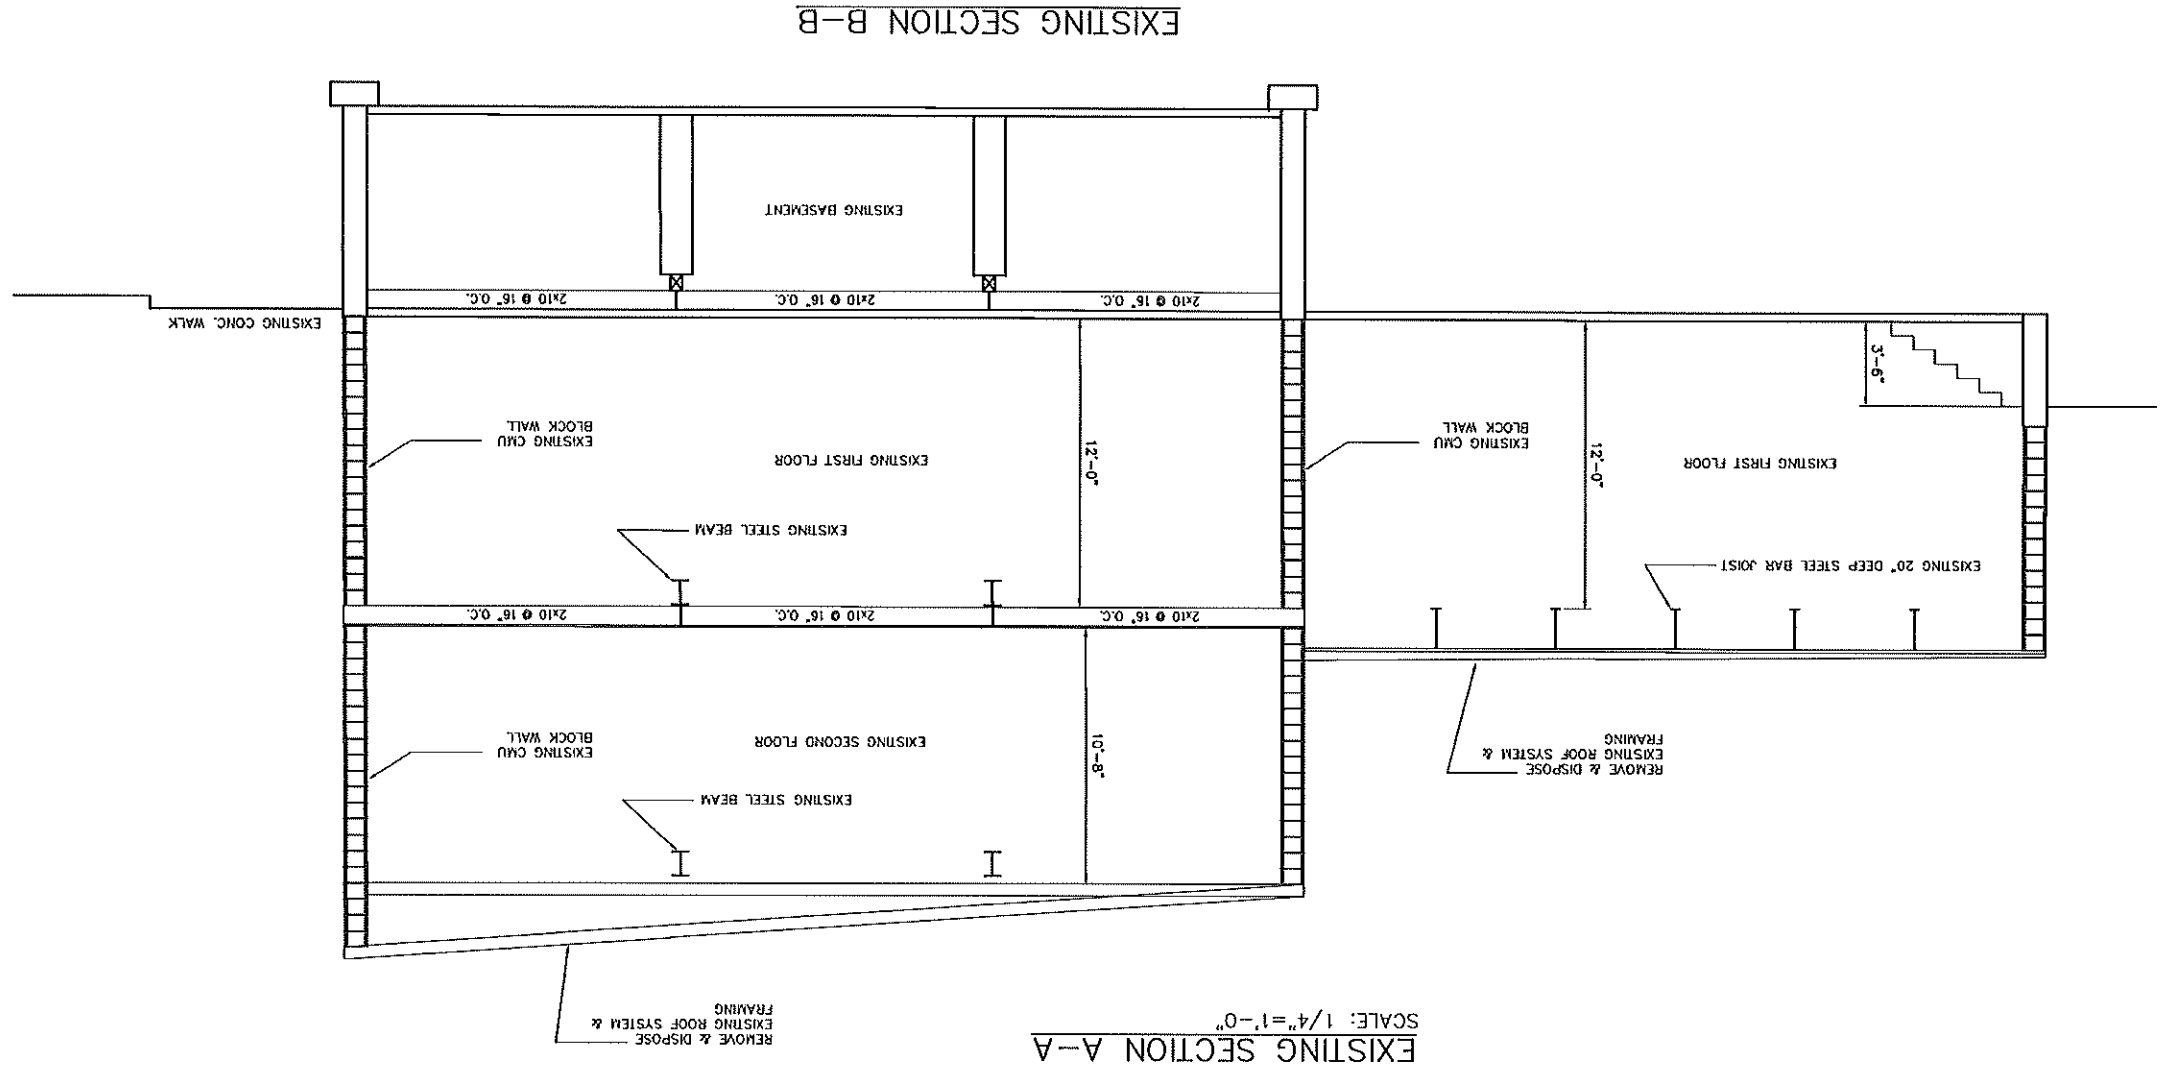 EXISTING SECTION A-A
SCALE: 1/4"=1'-0"
REMOVE & DISPOSE
EXISTING ROOF SYSTEM &
FRAMING
EXISTING STEEL BEAM
10'-8"
EXISTING SECOND FLOOR
EXISTING CMU
BLOCK WALL
REMOVE & DISPOSE
EXISTING ROOF SYSTEM &
FRAMING
2x10 @ 16" O.C.
2x10 @ 16" O.C.
2x10 @ 16" O.C.
EXISTING 20" DEEP STEEL BAR JOIST
EXISTING STEEL BEAM
EXISTING FIRST FLOOR
12'-0"
EXISTING CMU
BLOCK WALL
12'-0"
EXISTING FIRST FLOOR
EXISTING CMU
BLOCK WALL
3'-6"
EXISTING CONC. WALK
2x10 @ 16" O.C.
2x10 @ 16" O.C.
2x10 @ 16" O.C.
EXISTING BASEMENT
EXISTING SECTION B-B